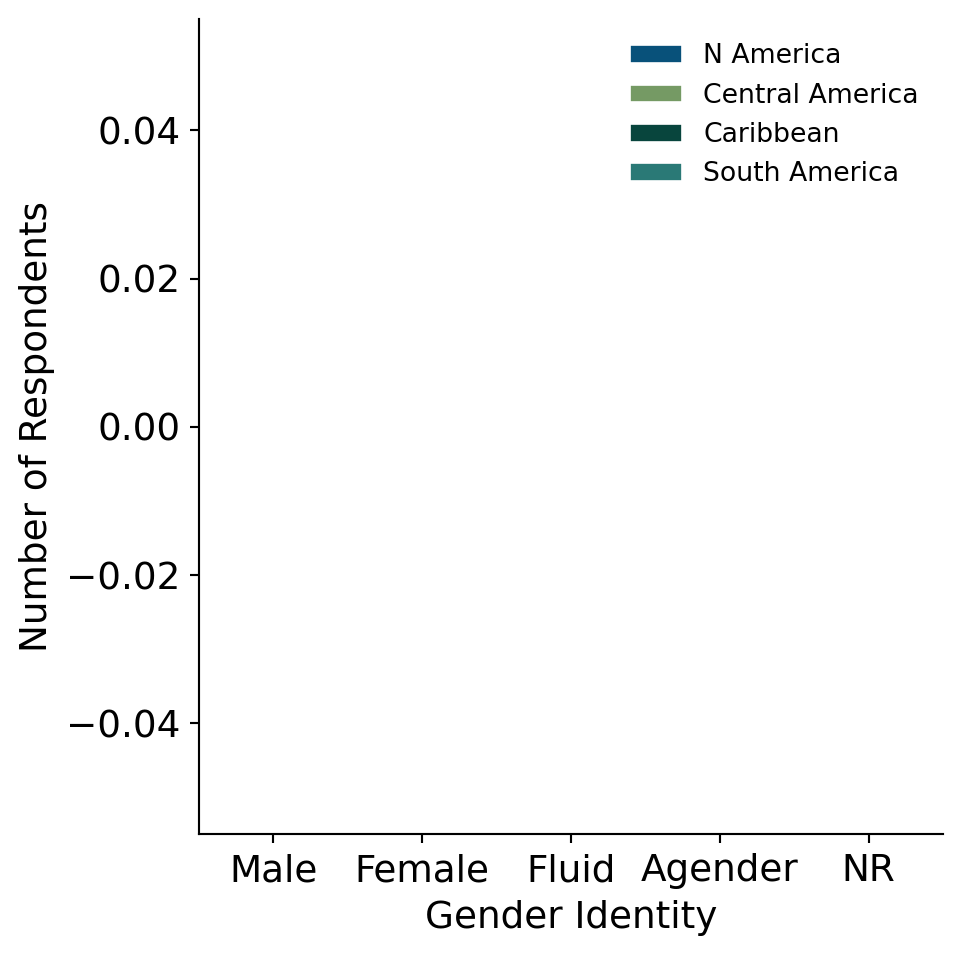 N America
Central America
Caribbean
South America
0.04
0.02
0.00
−0.02
−0.04
Number of Respondents
Male Female Fluid Agender NR
Gender Identity